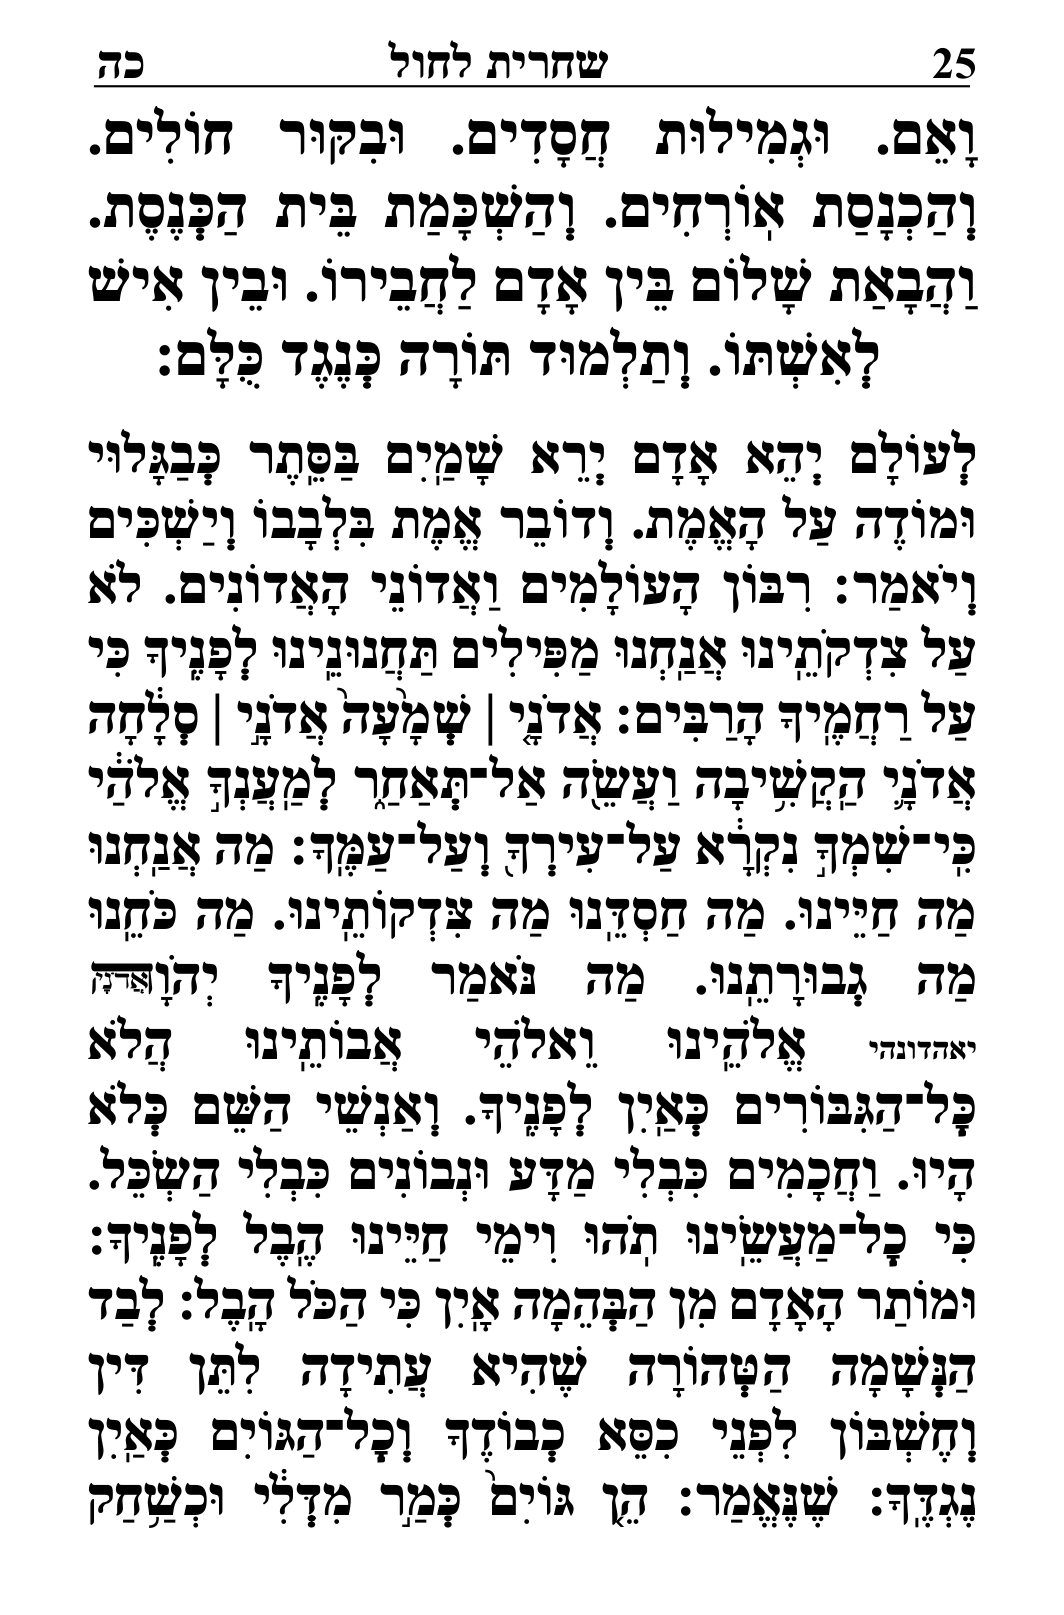 25 שחרית לחול כה
וָאֵם. וּגְמִילוּת חֲסָדִים. וּבִקּוּר חוֹלִים.
וְהַכְנָסַת אֽוֹרְחִים. וְהַשְׁכָּמַת בֵּית הַכְּנֶסֶת.
וַהֲבָאַת שָׁלוֹם בֵּין אָדָם לַחֲבֵירוֹ. וּבֵין אִישׁ
לְאִשְׁתּוֹ. וְתַלְמוּד תּוֹרָה כְּנֶגֶד כֻּלָּם:
לְעוֹלָם יְהֵא אָדָם יְרֵא שָׁמַֽיִם בַּסֵּֽתֶר כְּבַגָּלוּי
וּמוֹדֶה עַל הָאֱמֶת. וְדוֹבֵר אֱמֶת בִּלְבָבוֹ וְיַשְׁכִּים
וְיֹאמַר: רִבּוֹן הָעוֹלָמִים וַאֲדוֹנֵי הָאֲדוֹנִים. לֹא
עַל צִדְקֹתֵֽינוּ אֲנַֽחְנוּ מַפִּילִים תַּחֲנוּנֵֽינוּ לְפָנֶֽיךָ כִּי
עַל רַחֲמֶֽיךָ הָרַבִּים: אֲדֹנָ֤י | שְׁמָ֨עָה֙ אֲדֹנָ֣י | סְלָ֔חָה
אֲדֹנָ֛י הַֽקְשִׁ֥יבָה וַעֲשֵׂ֖ה אַל־תְּאַחַ֑ר לְמַֽעֲנְךָ֣ אֱלֹהַ֔י
כִּֽי־שִׁמְךָ֣ נִקְרָ֔א עַל־עִירְךָ֖ וְעַל־עַמֶּֽךָ: מַה אֲנַֽחְנוּ
מַה חַיֵּינוּ. מַה חַסְדֵּֽנוּ מַה צִּדְקוֹתֵֽינוּ. מַה כֹּחֵֽנוּ
מַה גְּבוּרָתֵֽנוּ. מַה נֹּאמַר לְפָנֶֽיךָ יְהֹוָאֲדֹנָי
יאהדונהי אֱלֹהֵֽינוּ וֵאלֹהֵי אֲבוֹתֵֽינוּ הֲלֹא
כׇּל־הַגִּבּוֹרִים כְּאַֽיִן לְפָנֶֽיךָ. וְאַנְשֵׁי הַשֵּׁם כְּלֹא
הָיוּ. וַחֲכָמִים כִּבְלִי מַדָּע וּנְבוֹנִים כִּבְלִי הַשְׂכֵּל.
כִּי כׇל־מַעֲשֵֽׂינוּ תֹֽהוּ וִימֵי חַיֵּינוּ הֶֽבֶל לְפָנֶֽיךָ:
וּמוֹתַר הָאָדָם מִן הַבְּהֵמָה אָֽיִן כִּי הַכֹּל הָֽבֶל: לְבַד
הַנְּשָׁמָה הַטְּהוֹרָה שֶׁהִיא עֲתִידָה לִתֵּן דִּין
וְחֶשְׁבּוֹן לִפְנֵי כִסֵּא כְבוֹדֶךָ וְכׇל־הַגּוֹיִם כְּאַֽיִן
נֶגְדֶּֽךָ: שֶׁנֶּאֱמַר: הֵ֤ן גּוֹיִם֙ כְּמַ֣ר מִדְּלִ֔י וּכְשַׁ֥חַק